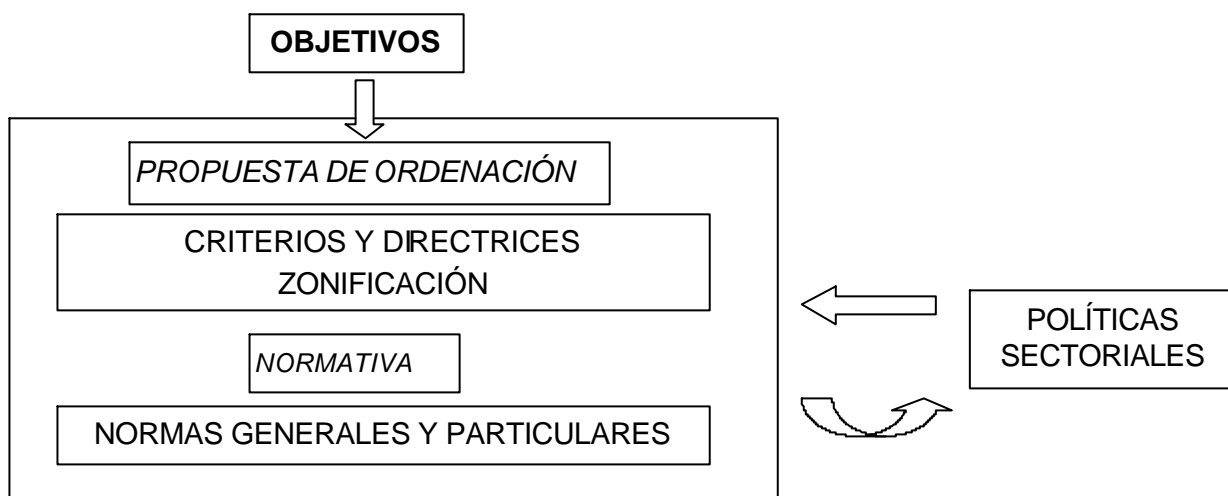 OBJETIVOS
PROPUESTA DE ORDENACIÓN
CRITERIOS Y DIRECTRICES
ZONIFICACIÓN
NORMATIVA
NORMAS GENERALES Y PARTICULARES
POLÍTICAS
SECTORIALES